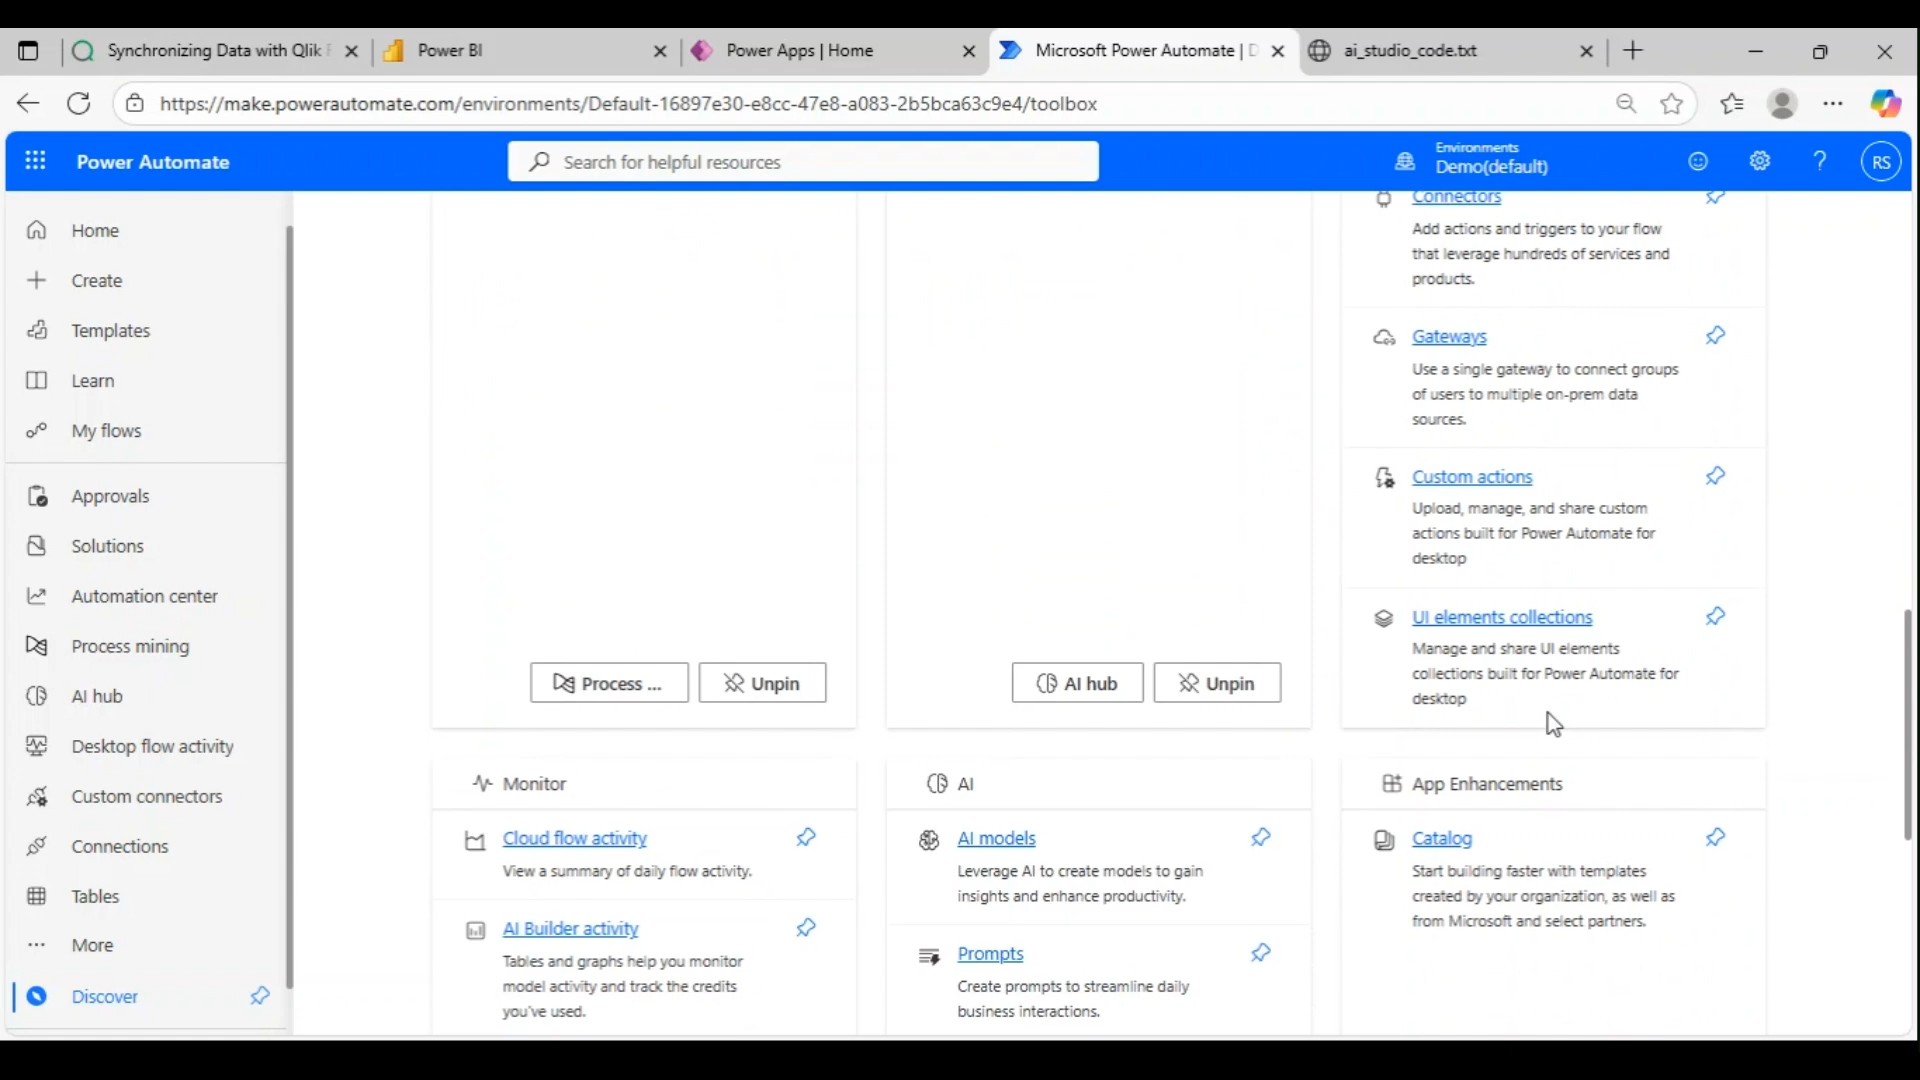 Synchronizing Data with Qlik
Power BI
Power Apps | Home
Microsoft Power Automate | D
ai_studio_code.txt
https://make.powerautomate.com/environments/Default-16897e30-e8cc-47e8-a083-2b5bca63c9e4/toolbox
Power Automate
Search for helpful resources
Environments
Demo(default)
RS
Home
Create
Templates
Learn
My flows
Approvals
Solutions
Automation center
Process mining
AI hub
Desktop flow activity
Custom connectors
Connections
Tables
More
Discover
Process ...
Unpin
AI hub
Unpin
Connectors
Add actions and triggers to your flow
that leverage hundreds of services and
products.
Gateways
Use a single gateway to connect groups
of users to multiple on-prem data
sources.
Custom actions
Upload, manage, and share custom
actions built for Power Automate for
desktop
UI elements collections
Manage and share UI elements
collections built for Power Automate for
desktop
Monitor
Cloud flow activity
View a summary of daily flow activity.
AI Builder activity
Tables and graphs help you monitor
model activity and track the credits
you've used.
AI
AI models
Leverage AI to create models to gain
insights and enhance productivity.
Prompts
Create prompts to streamline daily
business interactions.
App Enhancements
Catalog
Start building faster with templates
created by your organization, as well as
from Microsoft and select partners.